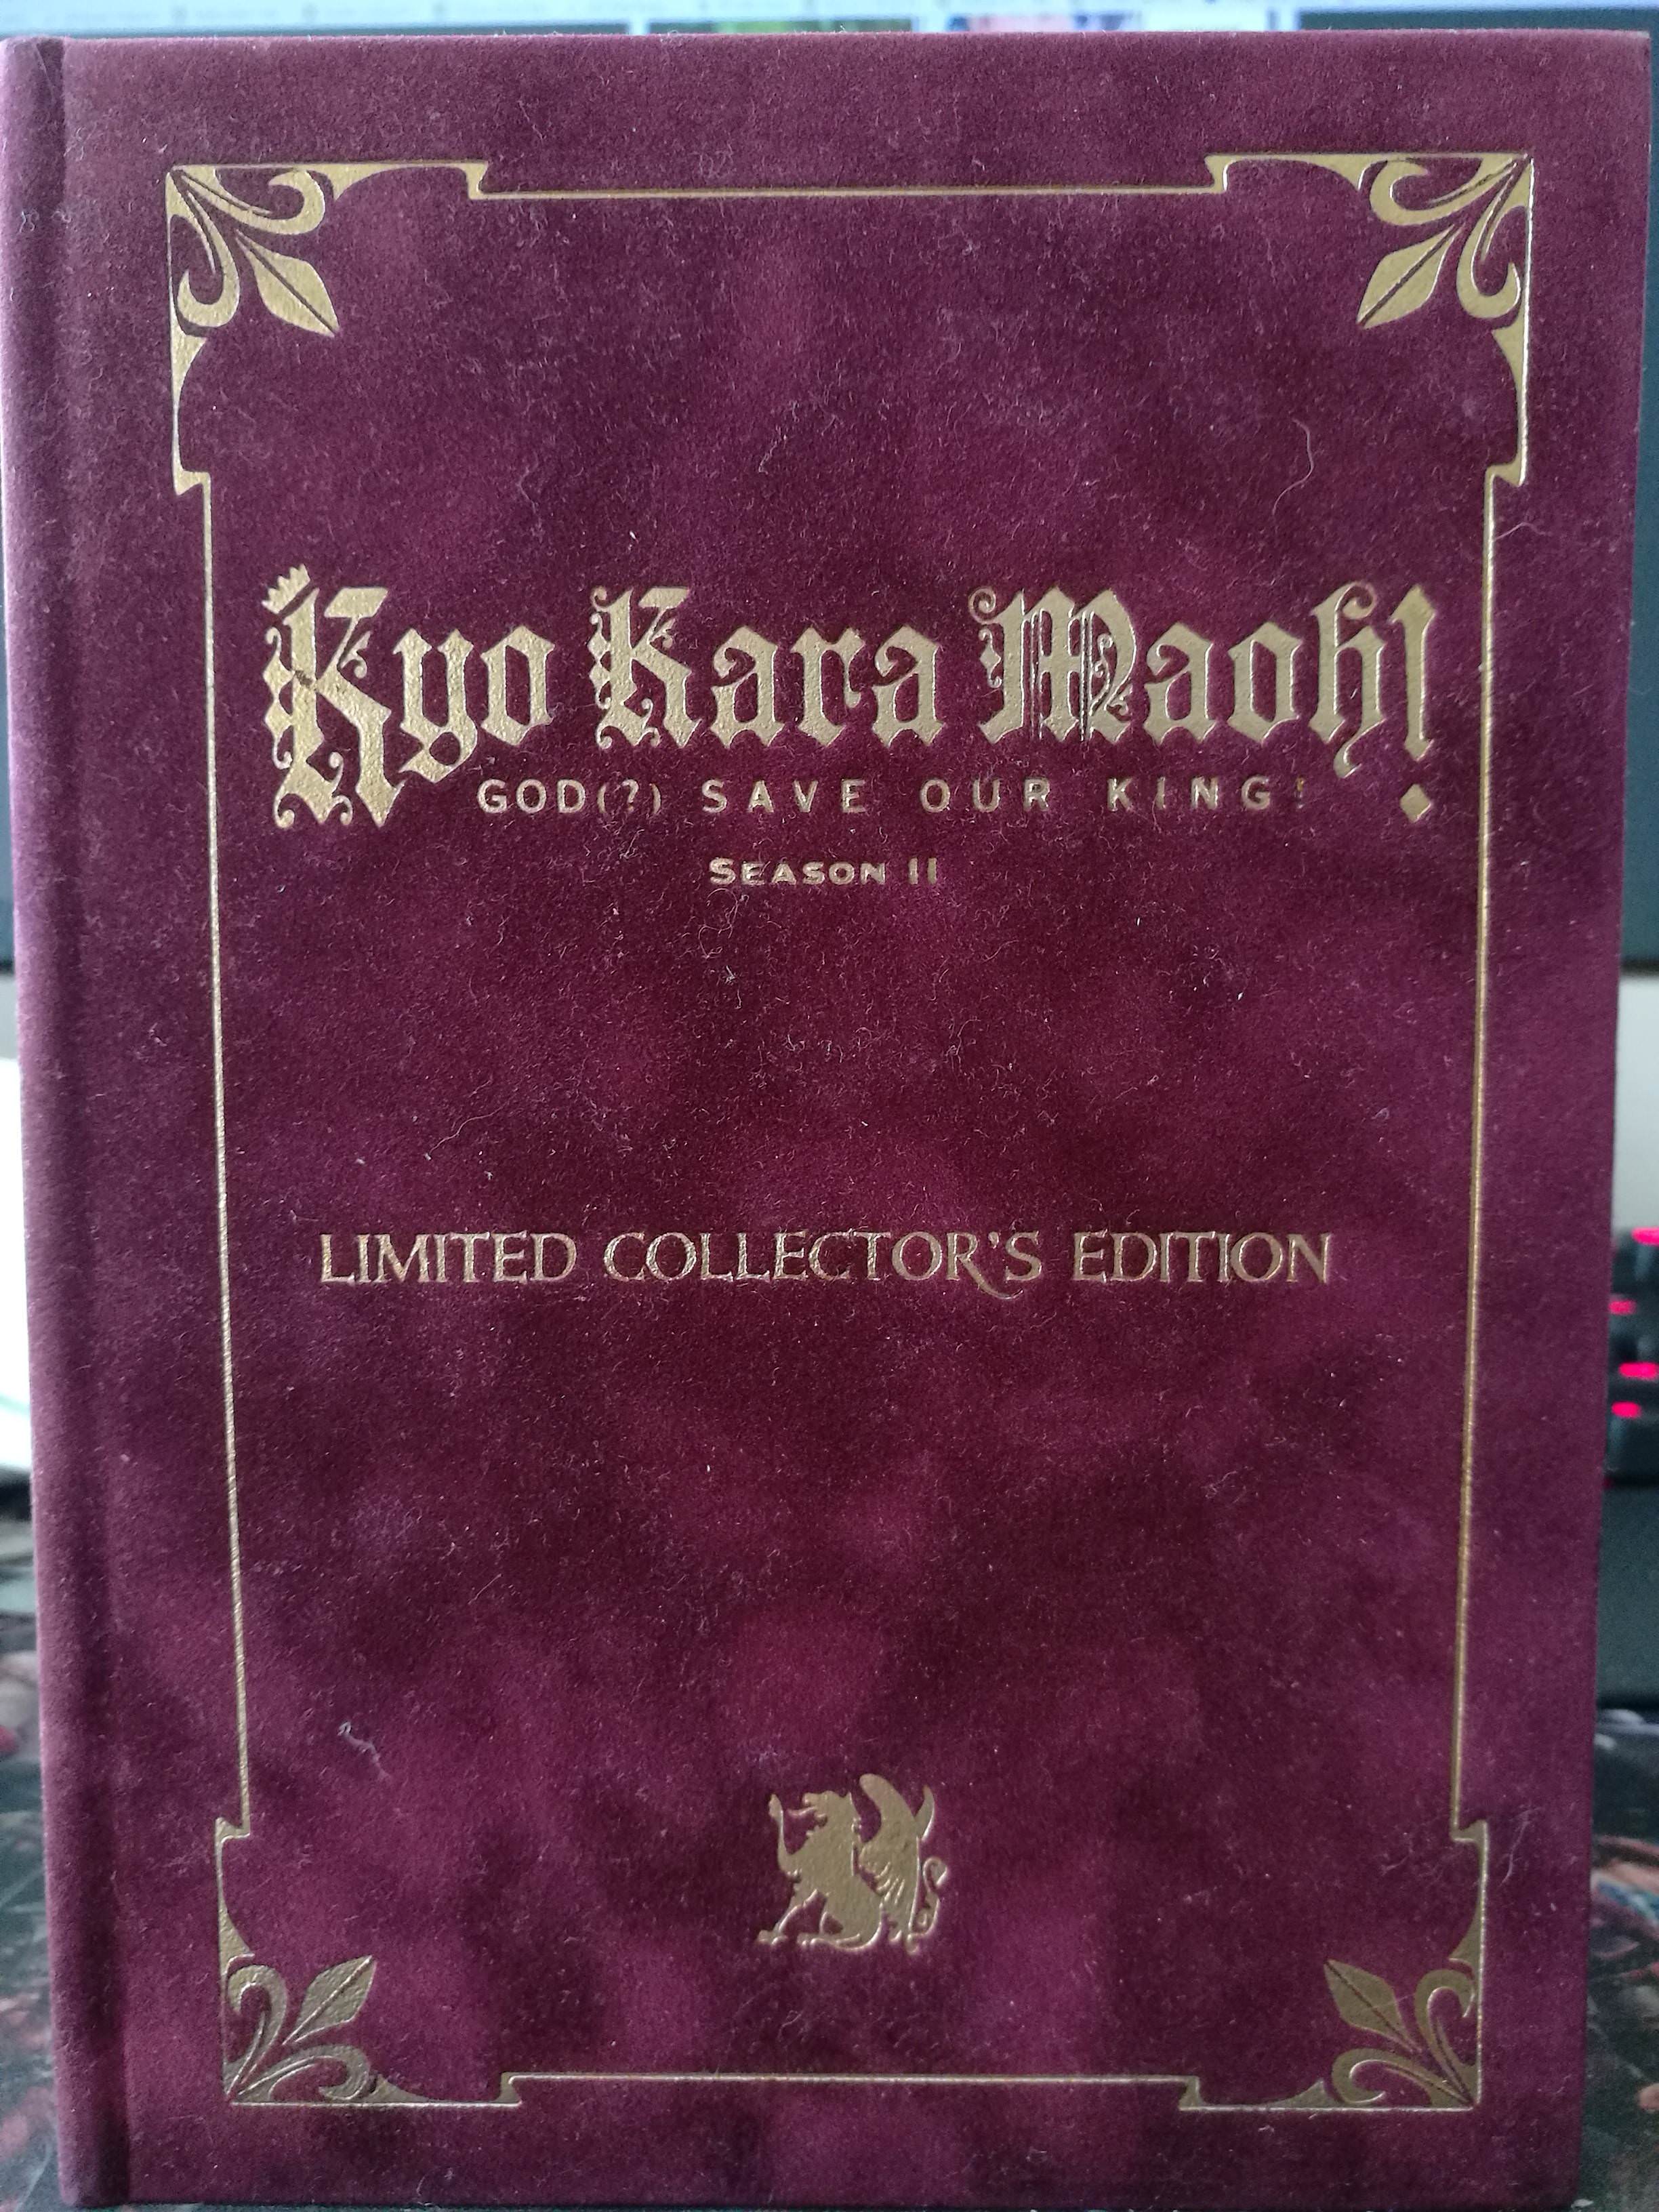 Kyo Kara Maoh!
GOD(?) SAVE OUR KING!
SEASON II
LIMITED COLLECTOR'S EDITION